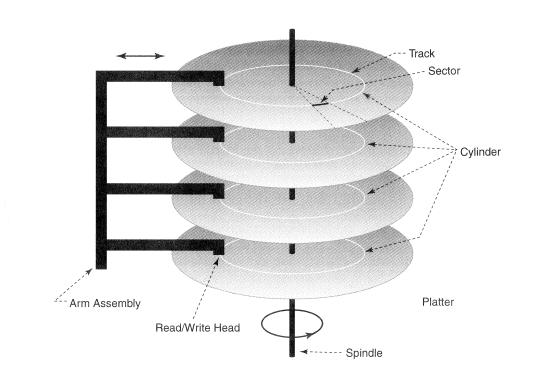 Track
Sector
Cylinder
Arm Assembly
Platter
Read/Write Head
Spindle